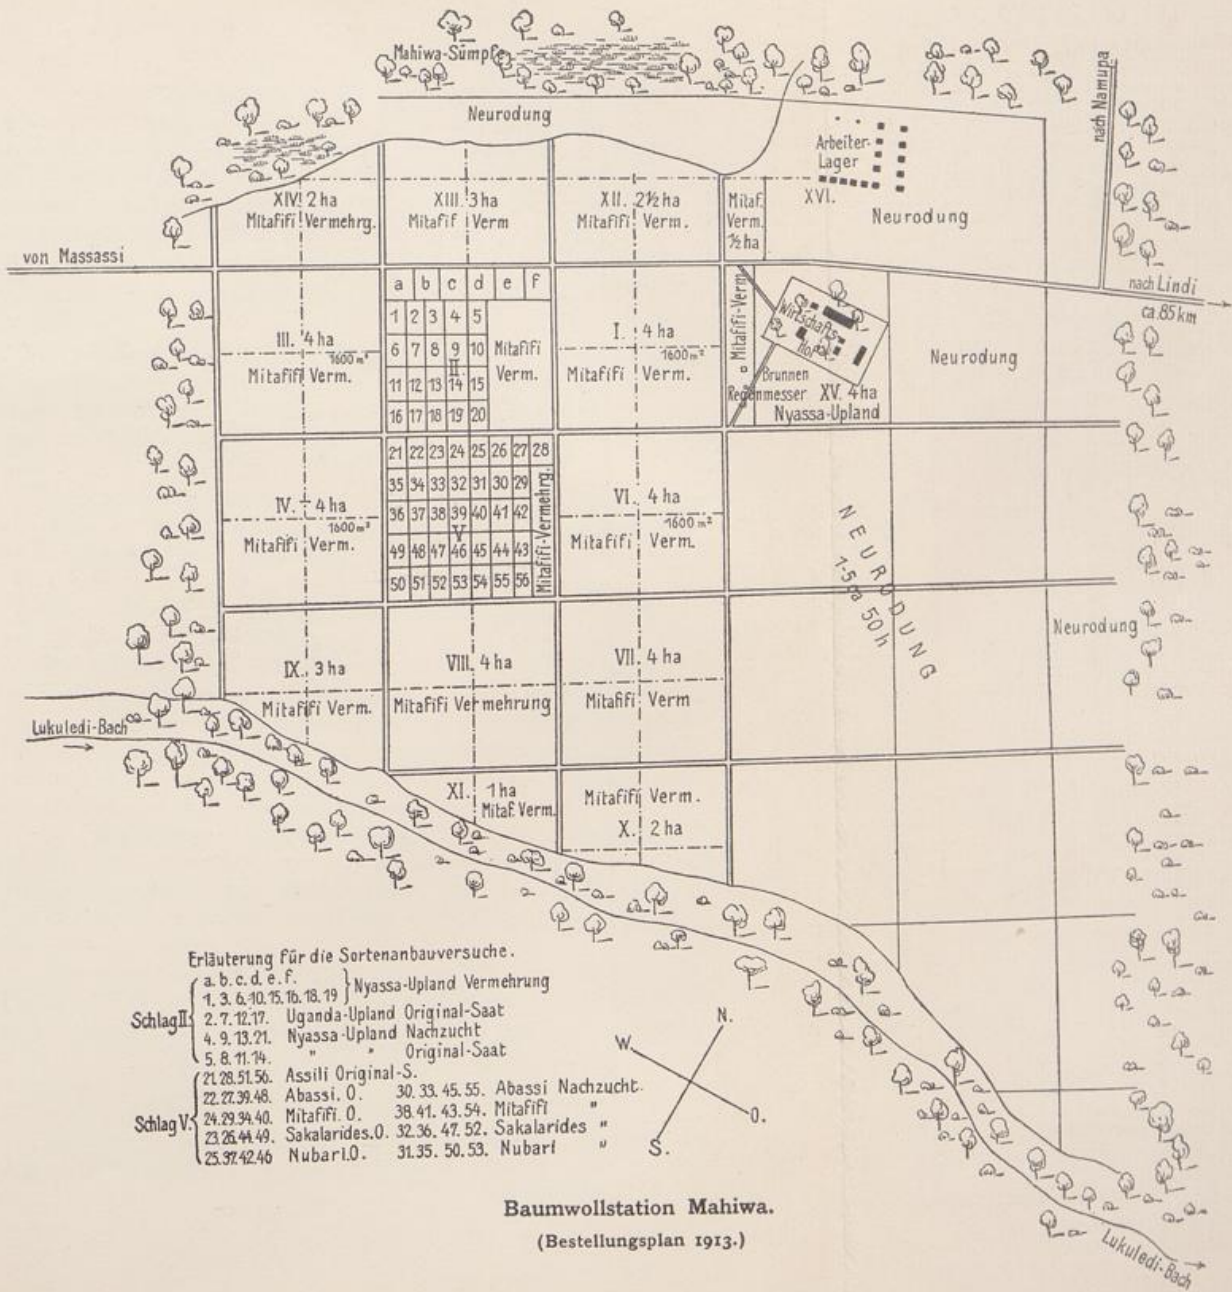 Mahiwa-Sümpfe
Neurodung
nach Namupa
Arbeiter-
Lager
XIV. 2 ha
Mitafifi Vermehrg.
XIII. 3 ha
Mitafif Verm
XII. 2½ ha
Mitafifi Verm.
Mitaf.
Verm.
½ ha
XVI.
Neurodung
von Massassi
nach Lindi
ca. 85 km
a b c d e f
1 2 3 4 5
6 7 8 9 10
II
11 12 13 14 15
16 17 18 19 20
Mitafifi
Verm.
III. 4 ha
1600 m²
Mitafifi Verm.
I. 4 ha
1600 m²
Mitafifi Verm.
Mitafifi-Verm.
Wirtschafts-
Hof
Brunnen
Regenmesser
XV. 4 ha
Nyassa-Upland
Neurodung
21 22 23 24 25 26 27 28
35 34 33 32 31 30 29
36 37 38 39 40 41 42
V
49 48 47 46 45 44 43
50 51 52 53 54 55 56
Mitafifi-Vermehrg.
IV. 4 ha
1600 m²
Mitafifi Verm.
VI. 4 ha
1600 m²
Mitafifi Verm.
NEURODUNG
50 h
Neurodung
IX. 3 ha
Mitafifi Verm.
VIII. 4 ha
Mitafifi Vermehrung
VII. 4 ha
Mitafifi Verm
Lukuledi-Bach
XI. 1 ha
Mitaf. Verm.
Mitafifi Verm.
X. 2 ha
Erläuterung für die Sortenanbauversuche.
Schlag II.
a. b. c. d. e. f.
1. 3. 6.-10. 15. 16. 18. 19 } Nyassa-Upland Vermehrung
2. 7. 12. 17. Uganda-Upland Original-Saat
4. 9. 13. 21. Nyassa-Upland Nachzucht
5. 8. 11. 14. " " Original-Saat
Schlag V.
21. 28. 51. 56. Assili Original-S.
22. 27. 39. 48. Abassi. O. 30. 33. 45. 55. Abassi Nachzucht.
24. 29. 34. 40. Mitafifi. O. 38. 41. 43. 54. Mitafifi "
23. 26. 44. 49. Sakalarides. O. 32. 36. 47. 52. Sakalarides "
25. 37. 42. 46 Nubari. O. 31. 35. 50. 53. Nubari "
N.
W.
O.
S.
Baumwollstation Mahiwa.
(Bestellungsplan 1913.)
Lukuledi-Bach